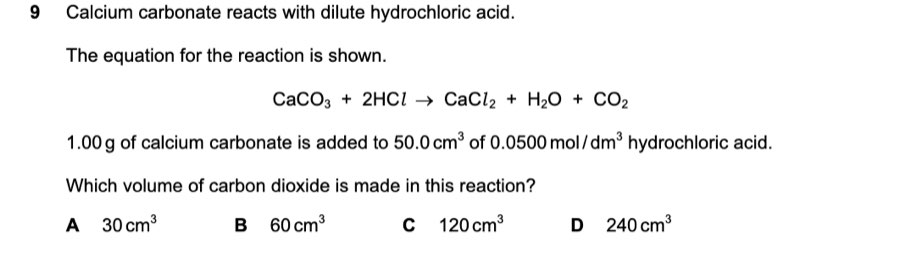 9 Calcium carbonate reacts with dilute hydrochloric acid.
The equation for the reaction is shown.
CaCO₃ + 2HCl → CaCl₂ + H₂O + CO₂
1.00 g of calcium carbonate is added to 50.0 cm³ of 0.0500 mol/dm³ hydrochloric acid.
Which volume of carbon dioxide is made in this reaction?
A 30 cm³ B 60 cm³ C 120 cm³ D 240 cm³